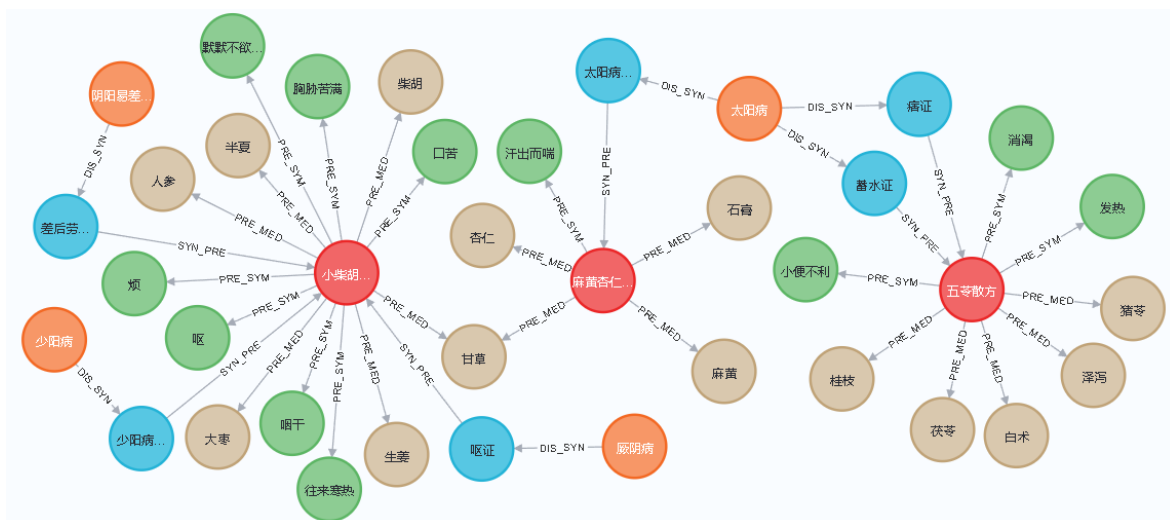 默默不欲...
胸胁苦满
柴胡
太阳病...
太阳病
痞证
阴阳易差...
DIS_SYN
DIS_SYN
DIS_SYN
半夏
口苦
汗出而喘
消渴
PRE_SYM
PRE_SYM
PRE_MED
PRE_SYM
人参
PRE_MED
SYN_PRE
蓄水证
SYN_PRE
PRE_SYM
DIS_SYN
差后劳...
PRE_MED
杏仁
PRE_SYM
石膏
SYN_PRE
发热
SYN_PRE
小柴胡...
PRE_MED
麻黄杏仁...
PRE_MED
小便不利
PRE_SYM
五苓散方
PRE_SYM
烦
PRE_SYM
PRE_MED
猪苓
呕
PRE_SYM
PRE_MED
PRE_MED
PRE_MED
少阳病
SYN_PRE
PRE_MED
PRE_SYM
PRE_SYM
PRE_MED
SYN_PRE
甘草
麻黄
桂枝
PRE_MED
PRE_MED
PRE_MED
PRE_MED
泽泻
DIS_SYN
少阳病...
大枣
咽干
生姜
呕证
DIS_SYN
厥阴病
茯苓
白术
往来寒热